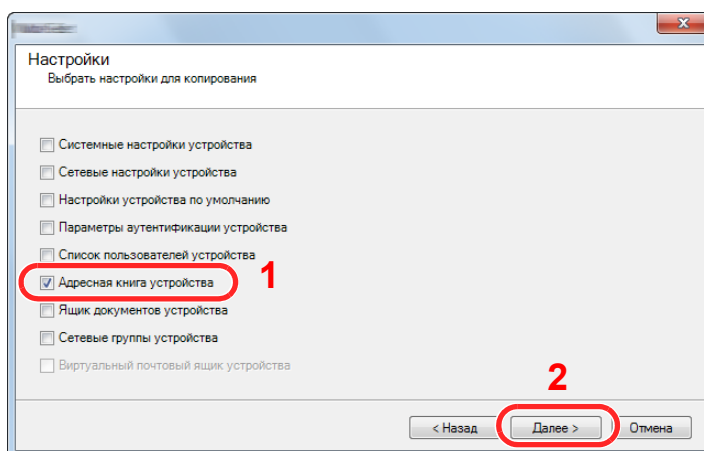 Настройки
Выбрать настройки для копирования
Системные настройки устройства
Сетевые настройки устройства
Настройки устройства по умолчанию
Параметры аутентификации устройства
Список пользователей устройства
Адресная книга устройства 1
Ящик документов устройства
Сетевые группы устройства
Виртуальный почтовый ящик устройства
2
< Назад Далее > Отмена